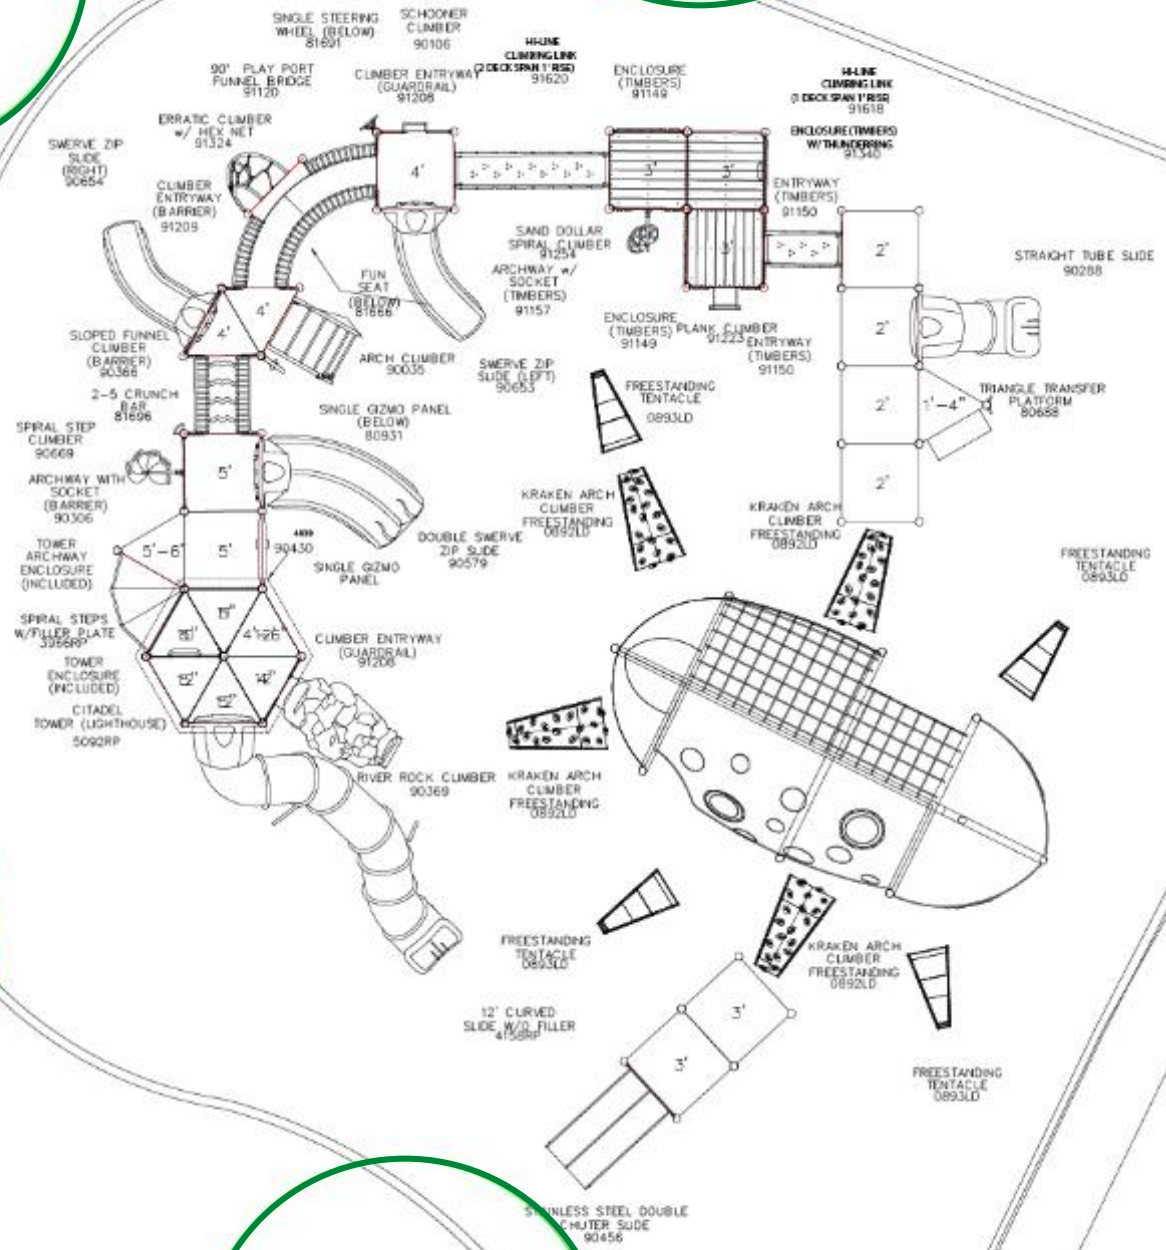 SINGLE STEERING
WHEEL (BELOW)
81691
SCHOONER
CLIMBER
90106
HI-LINE
CLIMBING LINK
(2 DECK SPAN 1' RISE)
91620
90° PLAY PORT
FUNNEL BRIDGE
91120
CLIMBER ENTRYWAY
(GUARDRAIL)
91208
ENCLOSURE
(TIMBERS)
91149
HI-LINE
CLIMBING LINK
(1 DECK SPAN 1' RISE)
91618
ERRATIC CLIMBER
w/ HEX NET
91324
ENCLOSURE (TIMBERS)
W/ THUNDERRING
91340
SWERVE ZIP
SLIDE
(RIGHT)
90654
4'
3'
3'
CLIMBER
ENTRYWAY
(BARRIER)
91209
ENTRYWAY
(TIMBERS)
91150
SAND DOLLAR
SPIRAL CLIMBER
91254
3'
2'
STRAIGHT TUBE SLIDE
90288
ARCHWAY w/
SOCKET
(TIMBERS)
91157
FUN
SEAT
(BELOW)
81666
4'
4'
ENCLOSURE
(TIMBERS)
91149
PLANK CLIMBER
91223
ENTRYWAY
(TIMBERS)
91150
2'
SLOPED FUNNEL
CLIMBER
(BARRIER)
90366
ARCH CLIMBER
90035
SWERVE ZIP
SLIDE (LEFT)
90653
FREESTANDING
TENTACLE
0893LD
2'
1'-4"
TRIANGLE TRANSFER
PLATFORM
80688
2-5 CRUNCH
BAR
81696
SINGLE GIZMO PANEL
(BELOW)
80931
SPIRAL STEP
CLIMBER
90669
5'
2'
ARCHWAY WITH
SOCKET
(BARRIER)
90306
KRAKEN ARCH
CLIMBER
FREESTANDING
0892LD
KRAKEN ARCH
CLIMBER
FREESTANDING
0892LD
DOUBLE SWERVE
ZIP SLIDE
90579
TOWER
ARCHWAY
ENCLOSURE
(INCLUDED)
5'-6"
5'
90430
SINGLE GIZMO
PANEL
FREESTANDING
TENTACLE
0893LD
SPIRAL STEPS
W/FILLER PLATE
3966RP
CLIMBER ENTRYWAY
(GUARDRAIL)
91208
TOWER
ENCLOSURE
(INCLUDED)
CITADEL
TOWER (LIGHTHOUSE)
5092RP
RIVER ROCK CLIMBER
90369
KRAKEN ARCH
CLIMBER
FREESTANDING
0892LD
FREESTANDING
TENTACLE
0893LD
KRAKEN ARCH
CLIMBER
FREESTANDING
0892LD
12' CURVED
SLIDE W/O FILLER
4158RP
3'
3'
FREESTANDING
TENTACLE
0893LD
STAINLESS STEEL DOUBLE
CHUTER SLIDE
90456